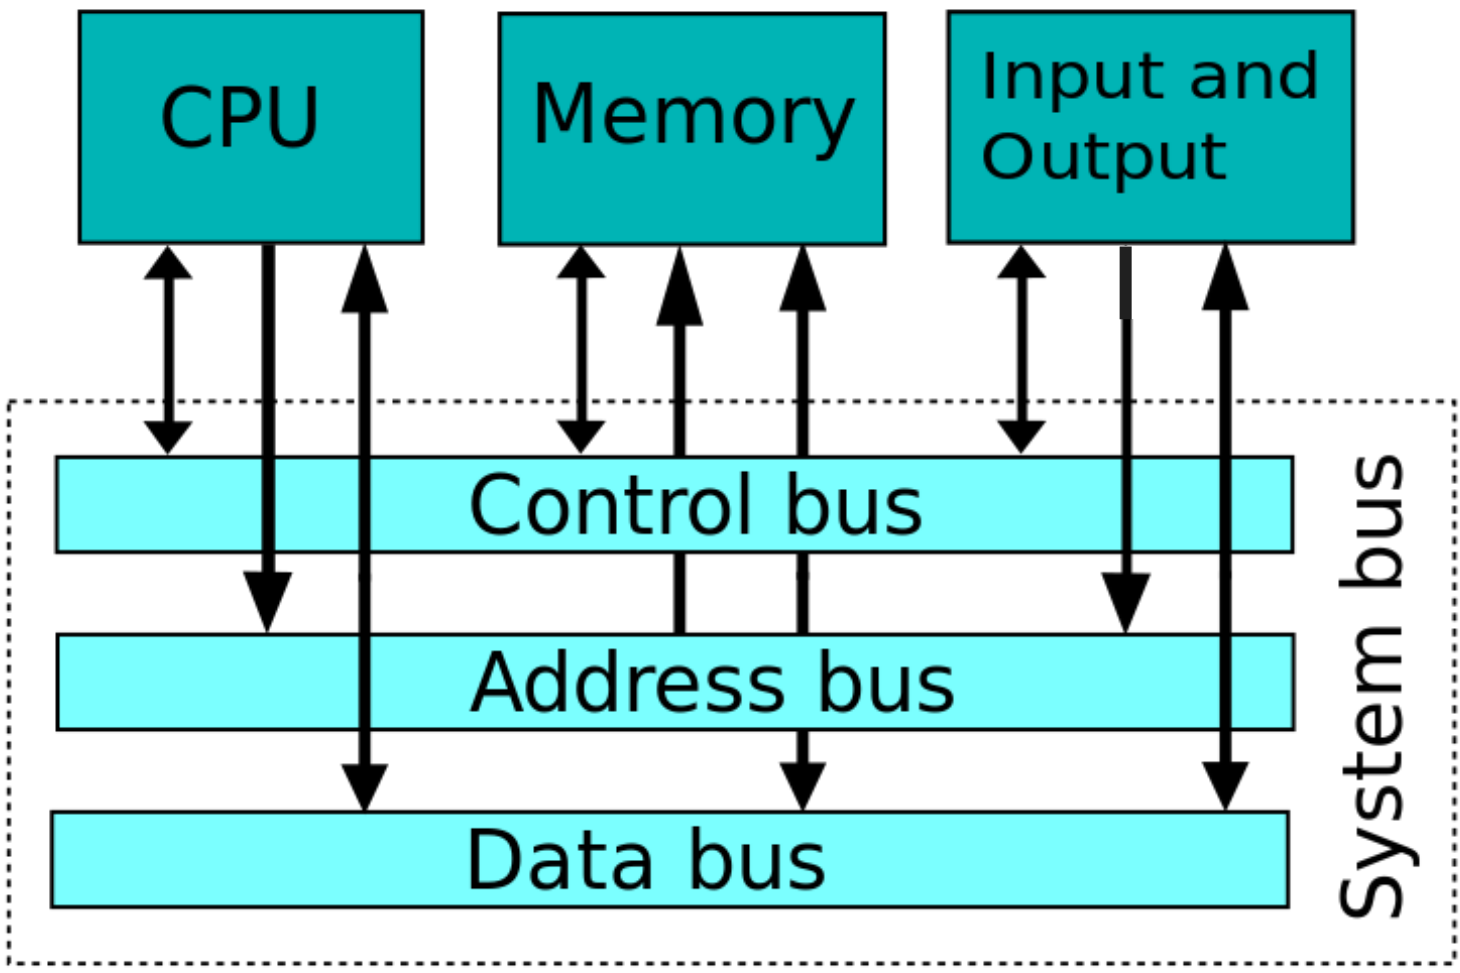 CPU
Memory
Input and
Output
Control bus
Address bus
Data bus
System bus